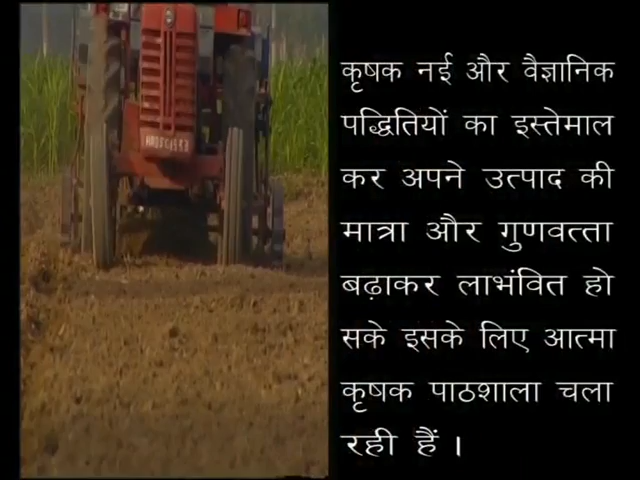 कृषक नई और वैज्ञानिक
पद्धितियों का इस्तेमाल
कर अपने उत्पाद की
मात्रा और गुणवत्ता
बढ़ाकर लाभंवित हो
सके इसके लिए आत्मा
कृषक पाठशाला चला
रही हैं ।